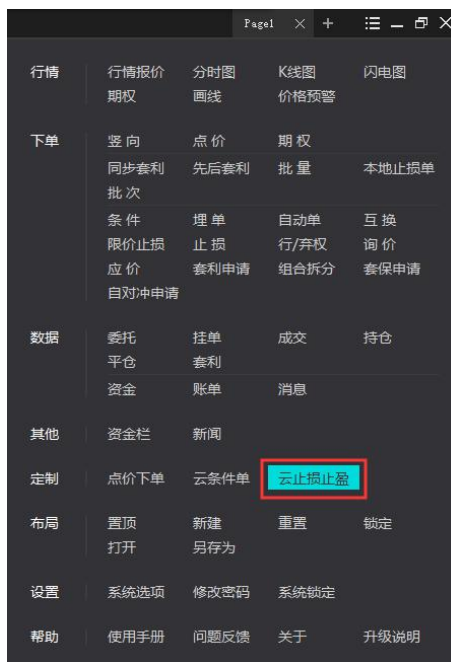 Page1
行情 行情报价 分时图 K线图 闪电图
期权 画线 价格预警
下单 竖向 点价 期权
同步套利 先后套利 批量 本地止损单
批次
条件 埋单 自动单 互换
限价止损 止损 行/弃权 询价
应价 套利申请 组合拆分 套保申请
自对冲申请
数据 委托 挂单 成交 持仓
平仓 套利
资金 账单 消息
其他 资金栏 新闻
定制 点价下单 云条件单 云止损止盈
布局 置顶 新建 重置 锁定
打开 另存为
设置 系统选项 修改密码 系统锁定
帮助 使用手册 问题反馈 关于 升级说明